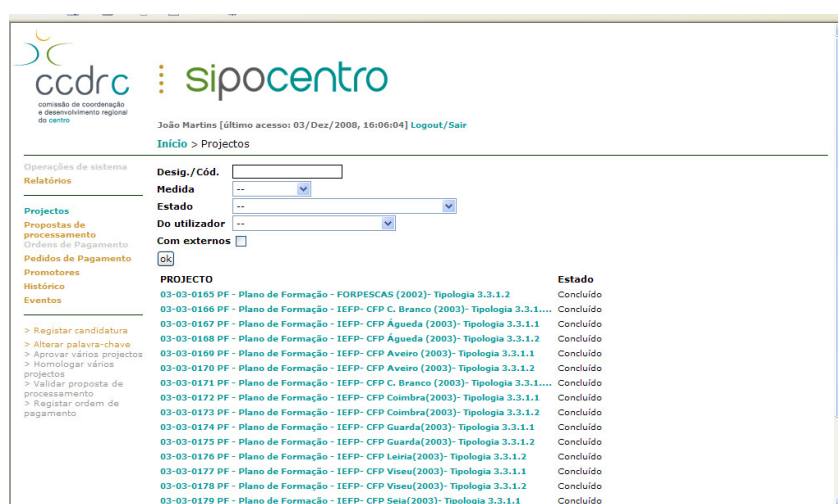 ccdrc
comissão de coordenação
e desenvolvimento regional
do centro
sipocentro
João Martins [último acesso: 03/Dez/2008, 16:06:04] Logout/Sair
Início > Projectos
Operações de sistema
Relatórios
Projectos
Propostas de
processamento
Ordens de Pagamento
Pedidos de Pagamento
Promotores
Histórico
Eventos
> Registar candidatura
> Alterar palavra-chave
> Aprovar vários projectos
> Homologar vários
projectos
> Validar proposta de
processamento
> Registar ordem de
pagamento
Desig./Cód.
Medida --
Estado --
Do utilizador --
Com externos
ok
PROJECTO Estado
03-03-0165 PF - Plano de Formação - FORPESCAS (2002)- Tipologia 3.3.1.2 Concluído
03-03-0166 PF - Plano de Formação - IEFP- CFP C. Branco (2003)- Tipologia 3.3.1.... Concluído
03-03-0167 PF - Plano de Formação - IEFP- CFP Águeda (2003)- Tipologia 3.3.1.1 Concluído
03-03-0168 PF - Plano de Formação - IEFP- CFP Águeda (2003)- Tipologia 3.3.1.2 Concluído
03-03-0169 PF - Plano de Formação - IEFP- CFP Aveiro (2003)- Tipologia 3.3.1.1 Concluído
03-03-0170 PF - Plano de Formação - IEFP- CFP Aveiro (2003)- Tipologia 3.3.1.2 Concluído
03-03-0171 PF - Plano de Formação - IEFP- CFP C. Branco (2003)- Tipologia 3.3.1.... Concluído
03-03-0172 PF - Plano de Formação - IEFP- CFP Coimbra(2003)- Tipologia 3.3.1.1 Concluído
03-03-0173 PF - Plano de Formação - IEFP- CFP Coimbra(2003)- Tipologia 3.3.1.2 Concluído
03-03-0174 PF - Plano de Formação - IEFP- CFP Guarda(2003)- Tipologia 3.3.1.1 Concluído
03-03-0175 PF - Plano de Formação - IEFP- CFP Guarda(2003)- Tipologia 3.3.1.2 Concluído
03-03-0176 PF - Plano de Formação - IEFP- CFP Leiria(2003)- Tipologia 3.3.1.2 Concluído
03-03-0177 PF - Plano de Formação - IEFP- CFP Viseu(2003)- Tipologia 3.3.1.1 Concluído
03-03-0178 PF - Plano de Formação - IEFP- CFP Viseu(2003)- Tipologia 3.3.1.2 Concluído
03-03-0179 PF - Plano de Formação - IEFP- CFP Seia(2003)- Tipologia 3.3.1.1 Concluído